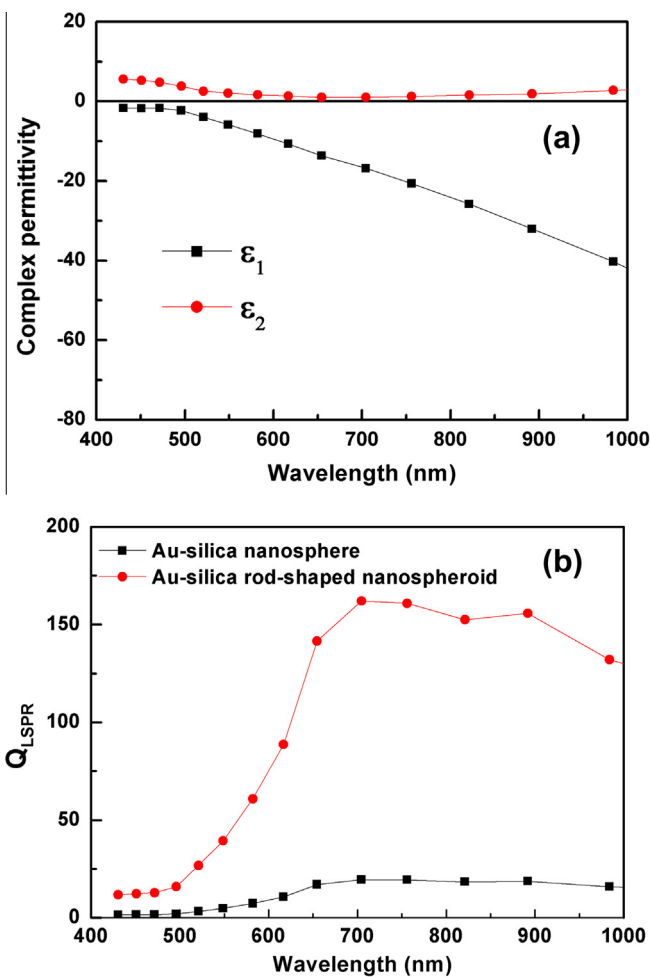 20
0
-20
-40
-60
-80
Complex permittivity
(a)
ε1
ε2
400 500 600 700 800 900 1000
Wavelength (nm)
200
150
100
50
0
QLSPR
Au-silica nanosphere
Au-silica rod-shaped nanospheroid
(b)
400 500 600 700 800 900 1000
Wavelength (nm)